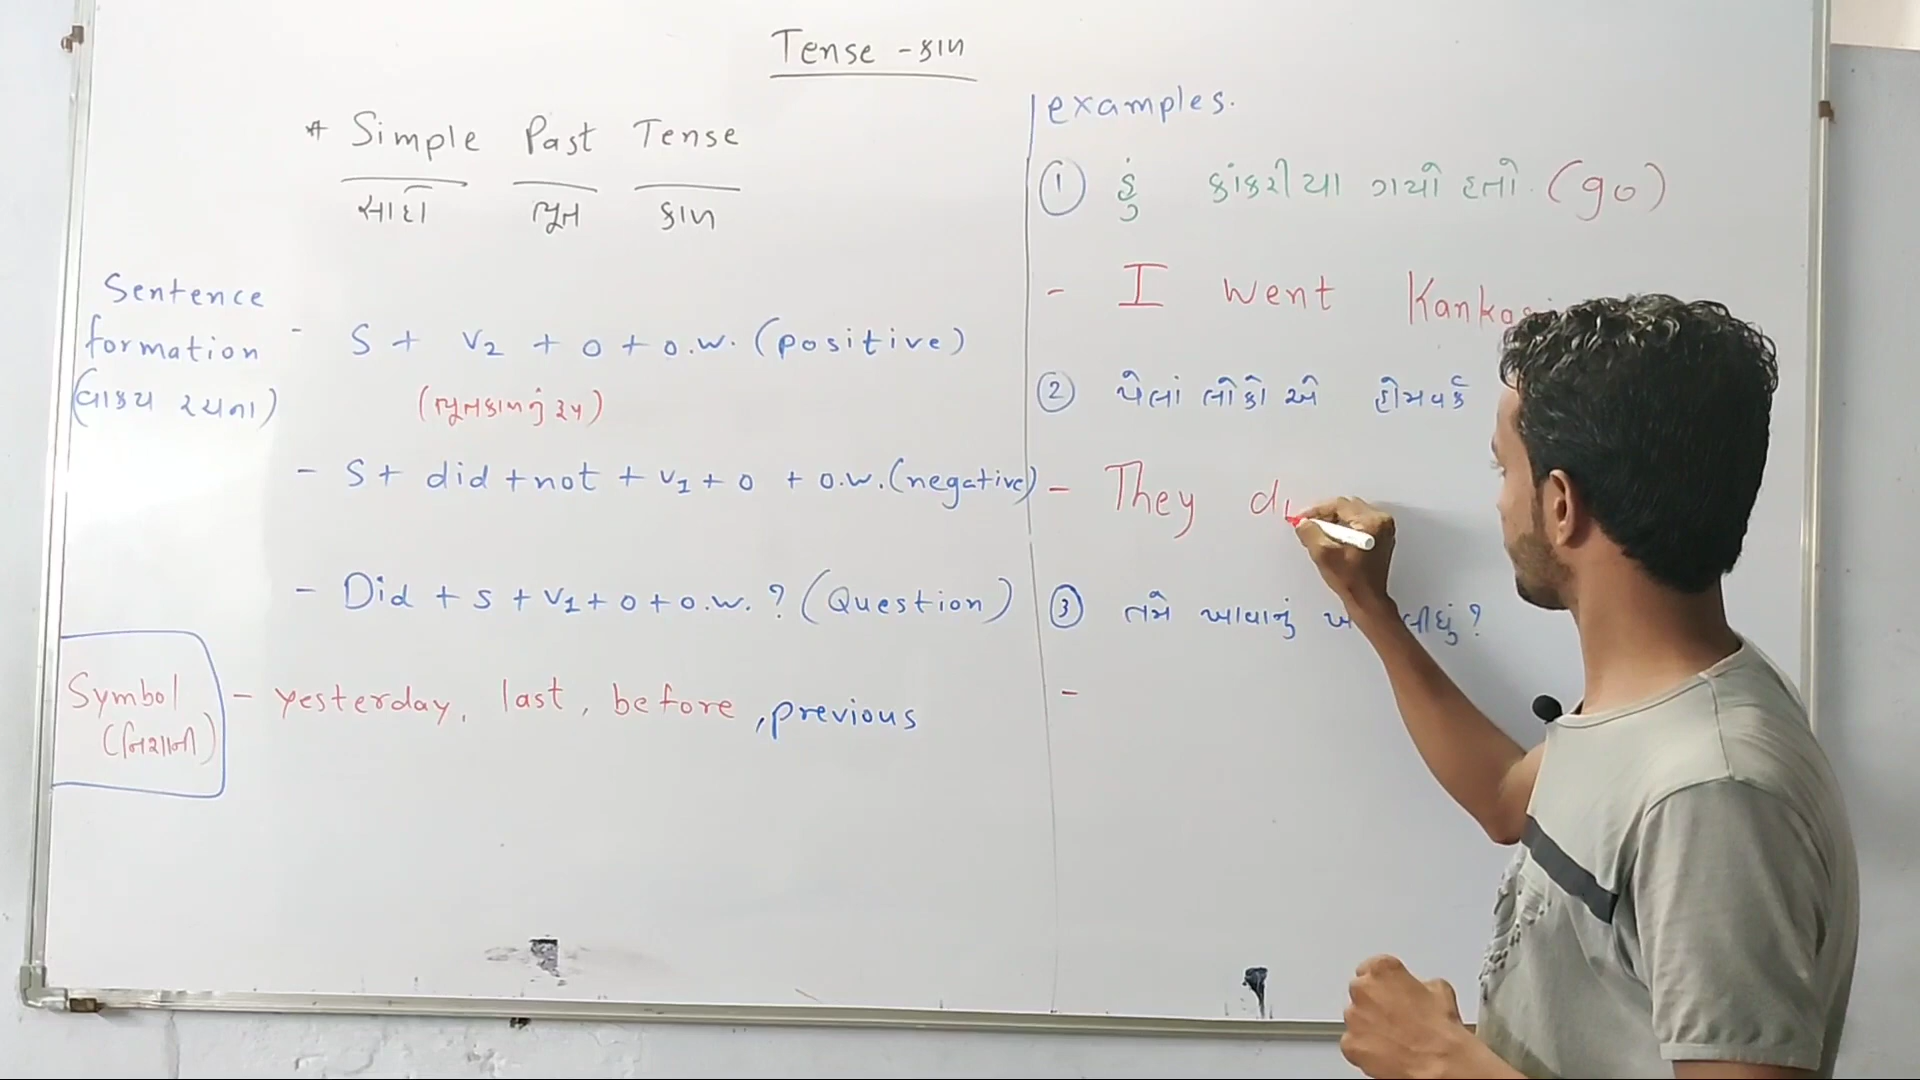 Tense - કાળ
* Simple Past Tense
સાદો ભૂત કાળ
Sentence
formation
(વાક્ય રચના)
- S + V2 + O + O.W. (positive)
(ભૂતકાળનું રૂપ)
- S + did + not + V1 + O + O.W. (negative)
- Did + S + V1 + O + O.W. ? (Question)
Symbol
(નિશાની)
- yesterday, last, before, previous
examples.
① હું કાંકરીયા ગયો હતો. (go)
- I went
② પેલાં લોકો એ હોમવર્ક
- They
③ તમે ખાવાનું લીધું?
-